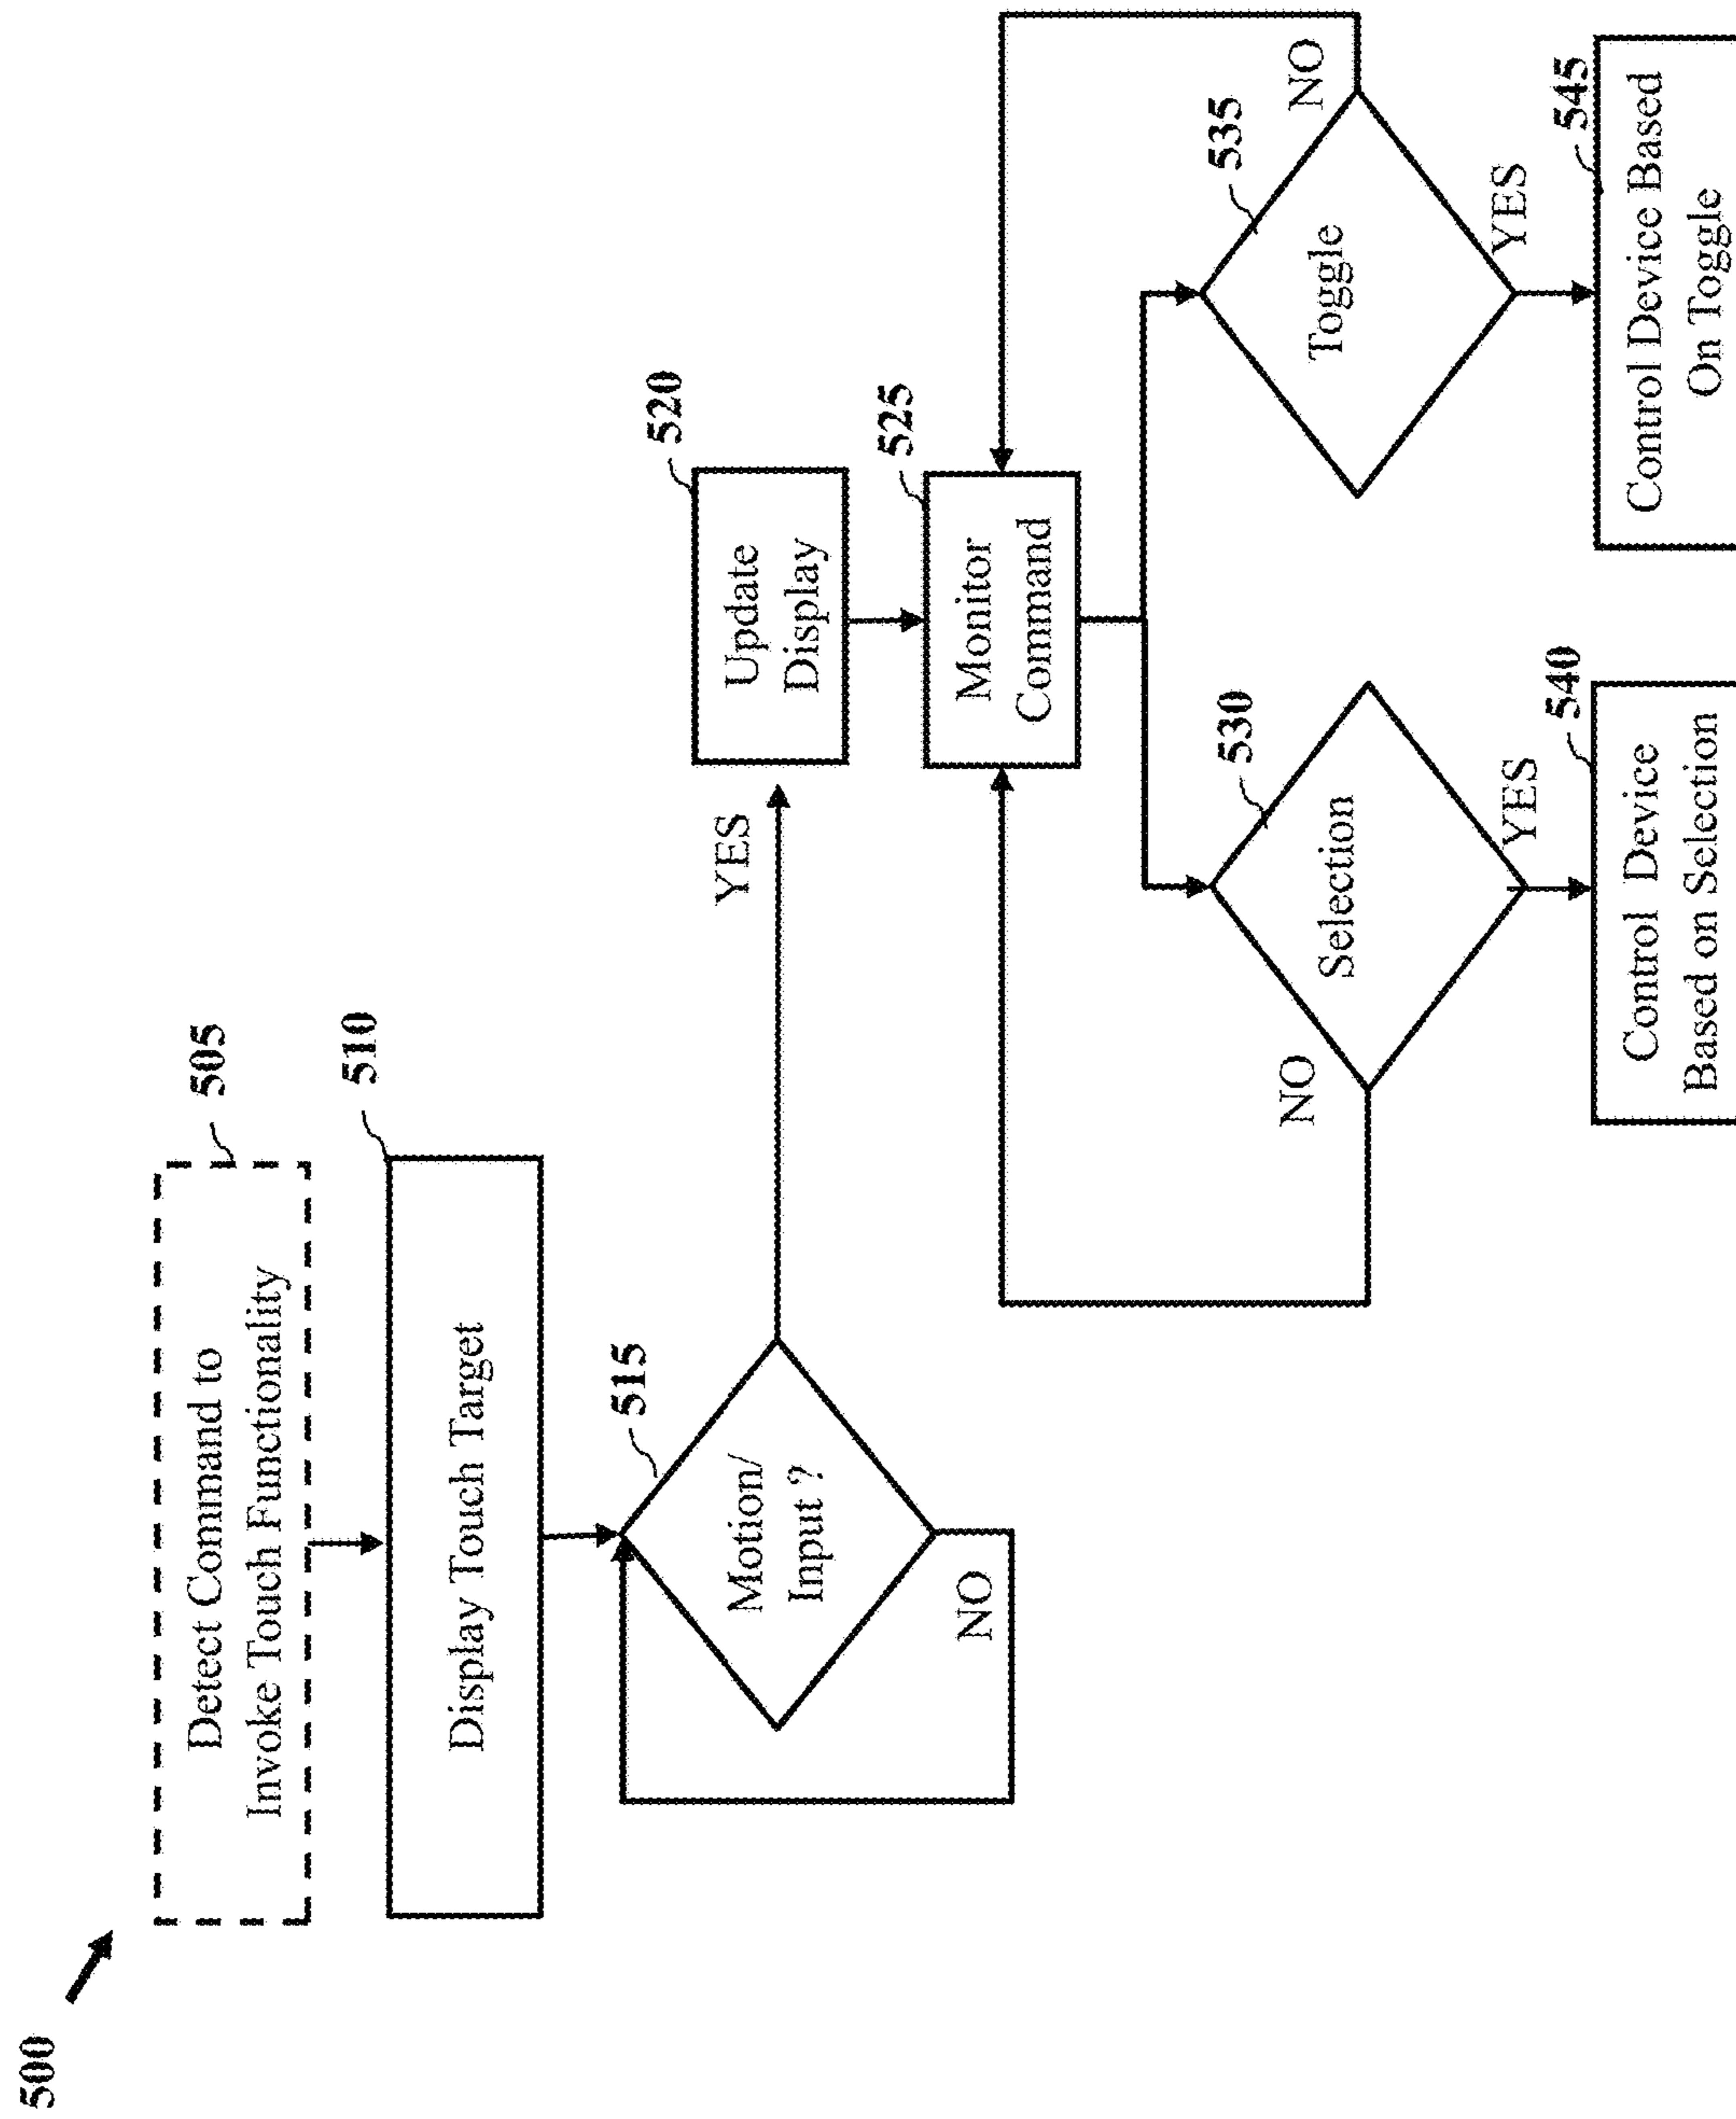 500
505
Detect Command to
Invoke Touch Functionality
510
Display Touch Target
515
Motion/
Input ?
NO
YES
520
Update
Display
525
Monitor
Command
530
Selection
NO
YES
535
Toggle
NO
YES
540
Control Device
Based on Selection
545
Control Device Based
On Toggle